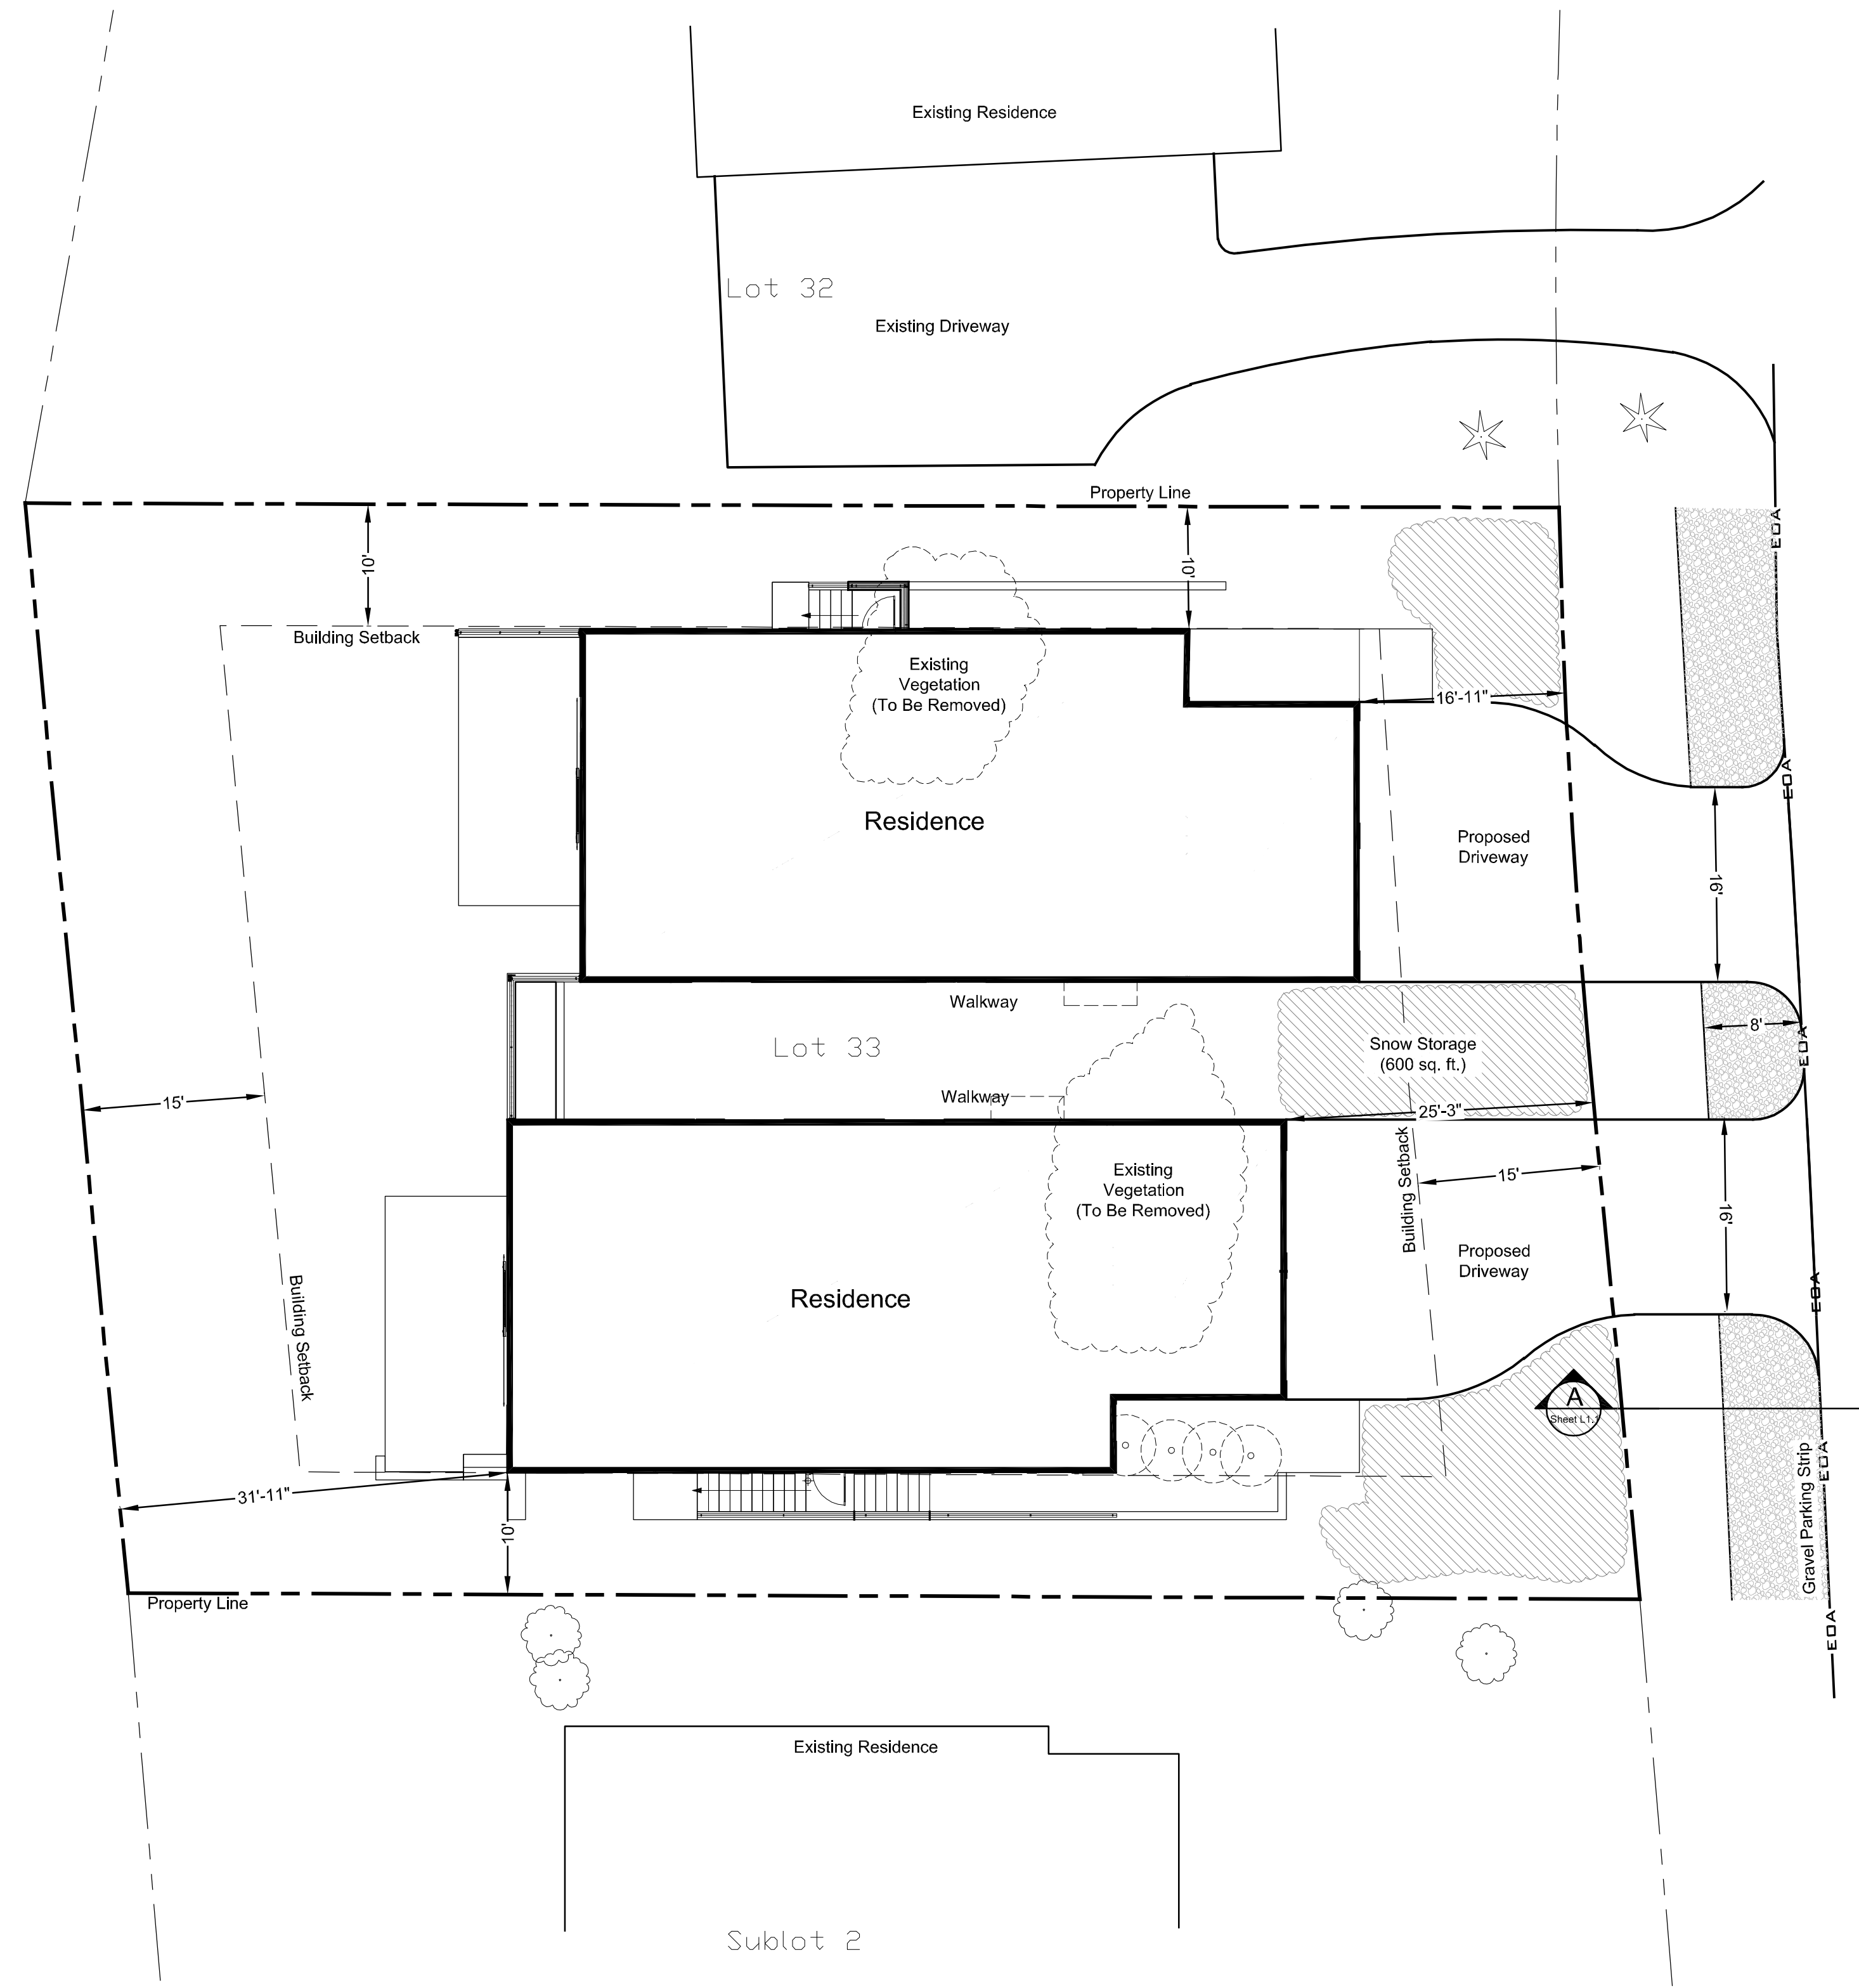 Existing Residence
Lot 32
Existing Driveway
Property Line
EOA
10'
10'
Building Setback
Existing
Vegetation
(To Be Removed)
16'-11"
EOA
Residence
Proposed
Driveway
16'
Walkway
8'
Lot 33
Snow Storage
(600 sq. ft.)
EOA
15'
Walkway
25'-3"
Building Setback
Existing
Vegetation
(To Be Removed)
15'
16'
Proposed
Driveway
EOA
Residence
Building Setback
A
Sheet L1.1
31'-11"
10'
Gravel Parking Strip
EOA
Property Line
EOA
Existing Residence
Sublot 2